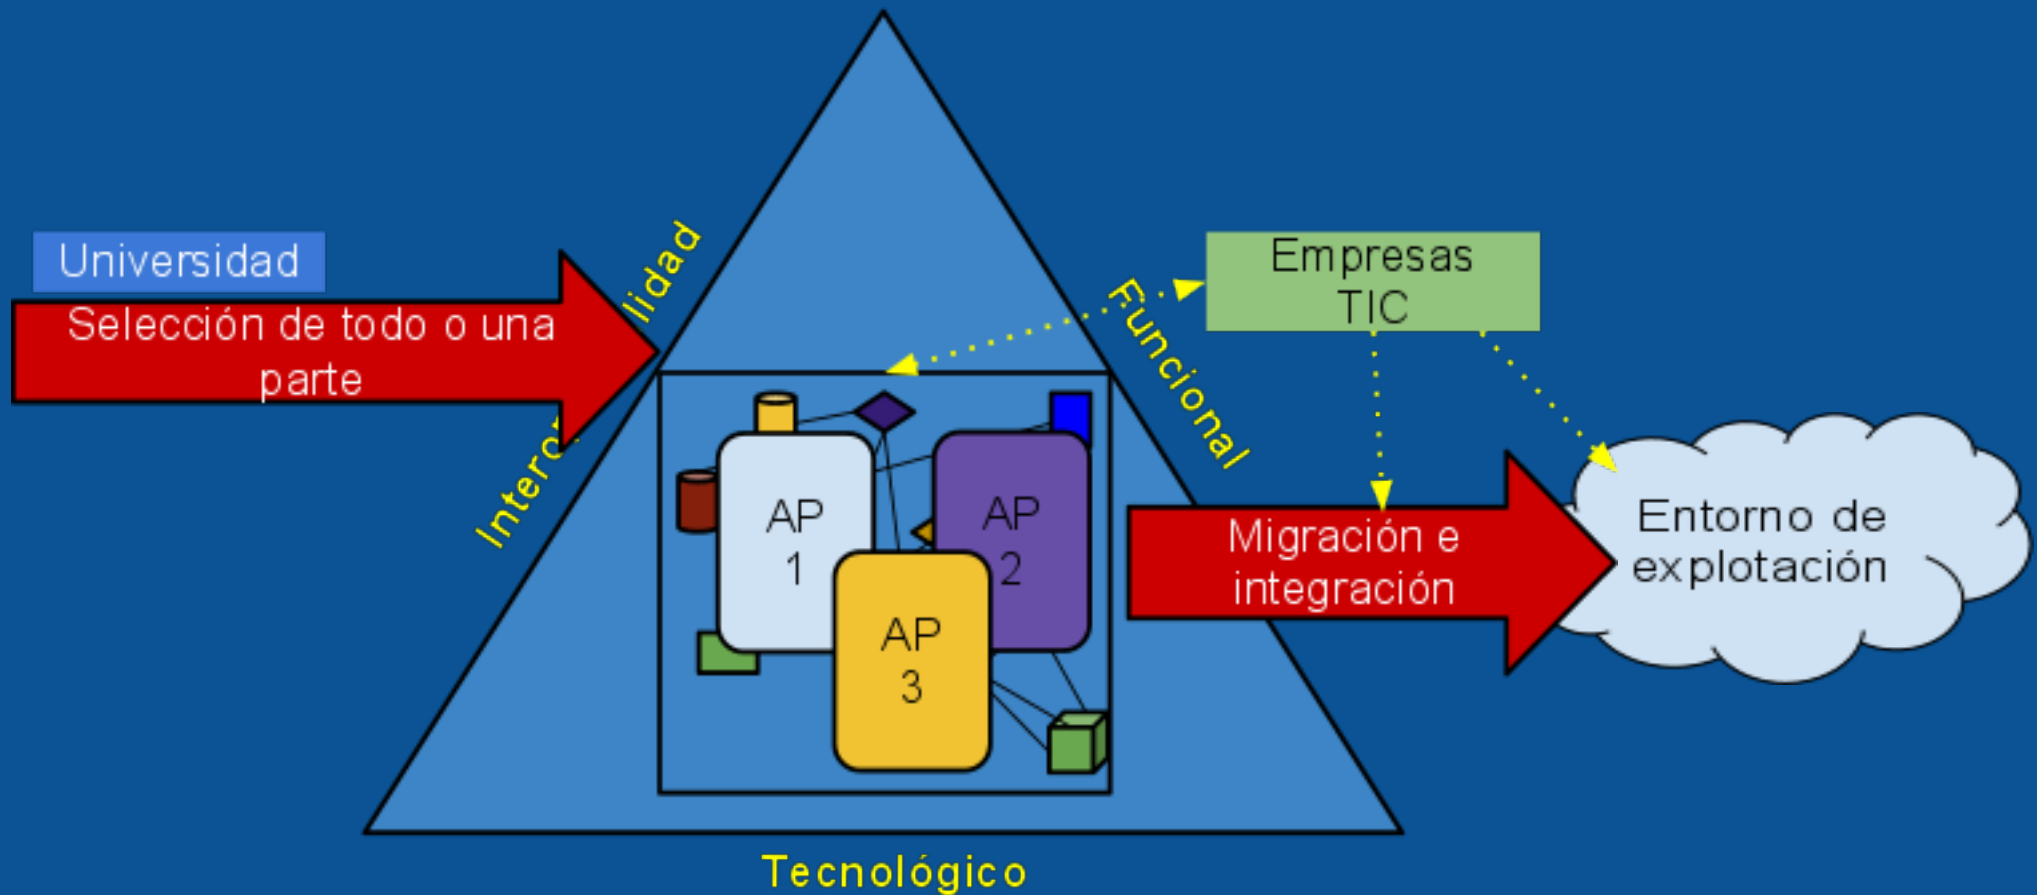 Universidad
Selección de todo o una
parte
lidad
Funcional
Empresas
TIC
AP
1
AP
2
AP
3
Migración e
integración
Entorno de
explotación
Tecnológico